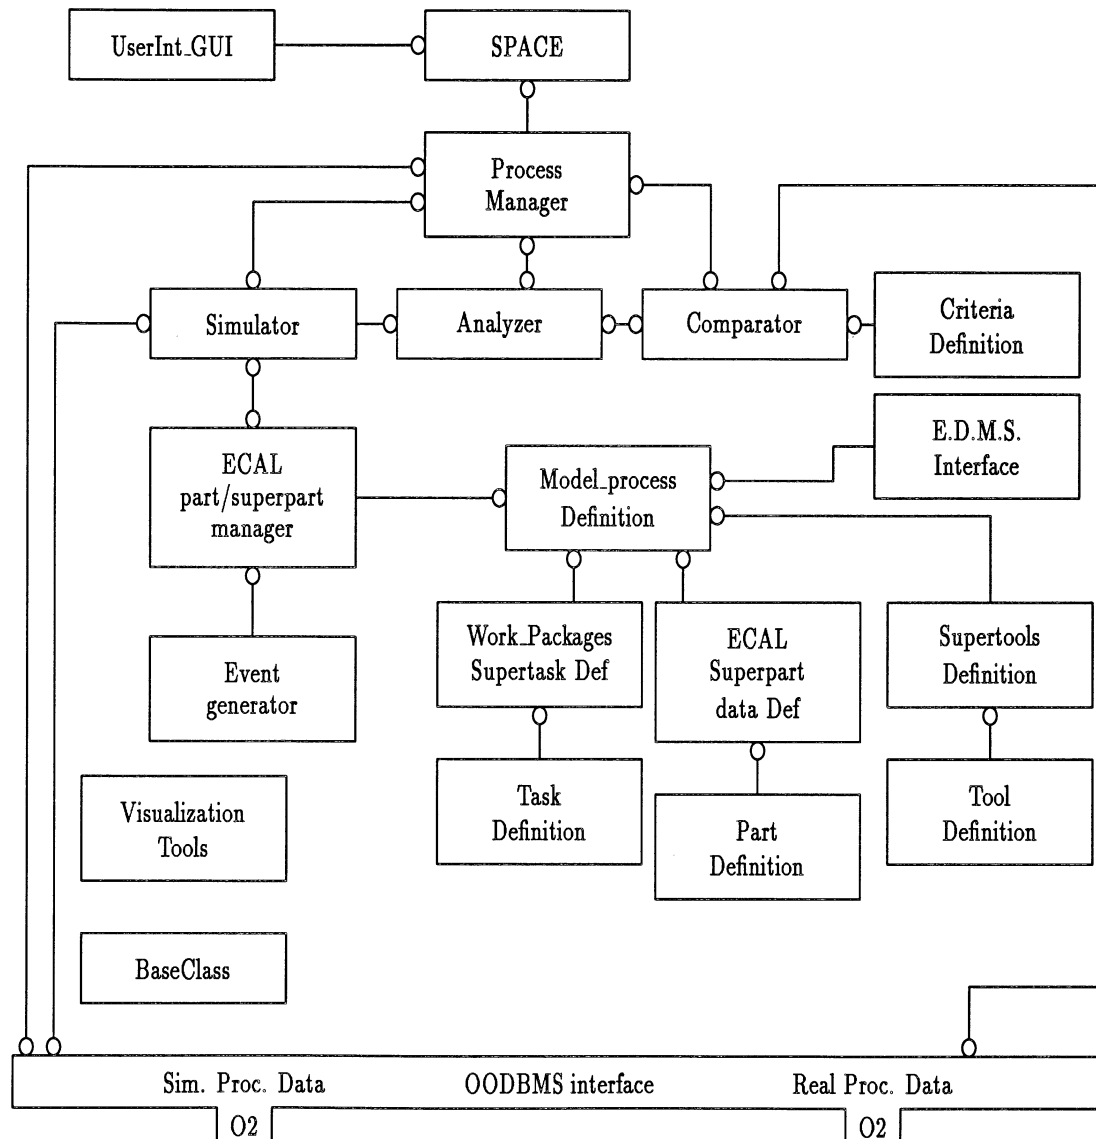 UserInt_GUI
SPACE
Process
Manager
Simulator
Analyzer
Comparator
Criteria
Definition
E.D.M.S.
Interface
ECAL
part/superpart
manager
Model_process
Definition
Event
generator
Work_Packages
Supertask Def
ECAL
Superpart
data Def
Supertools
Definition
Visualization
Tools
Task
Definition
Part
Definition
Tool
Definition
BaseClass
Sim. Proc. Data
OODBMS interface
Real Proc. Data
O2
O2